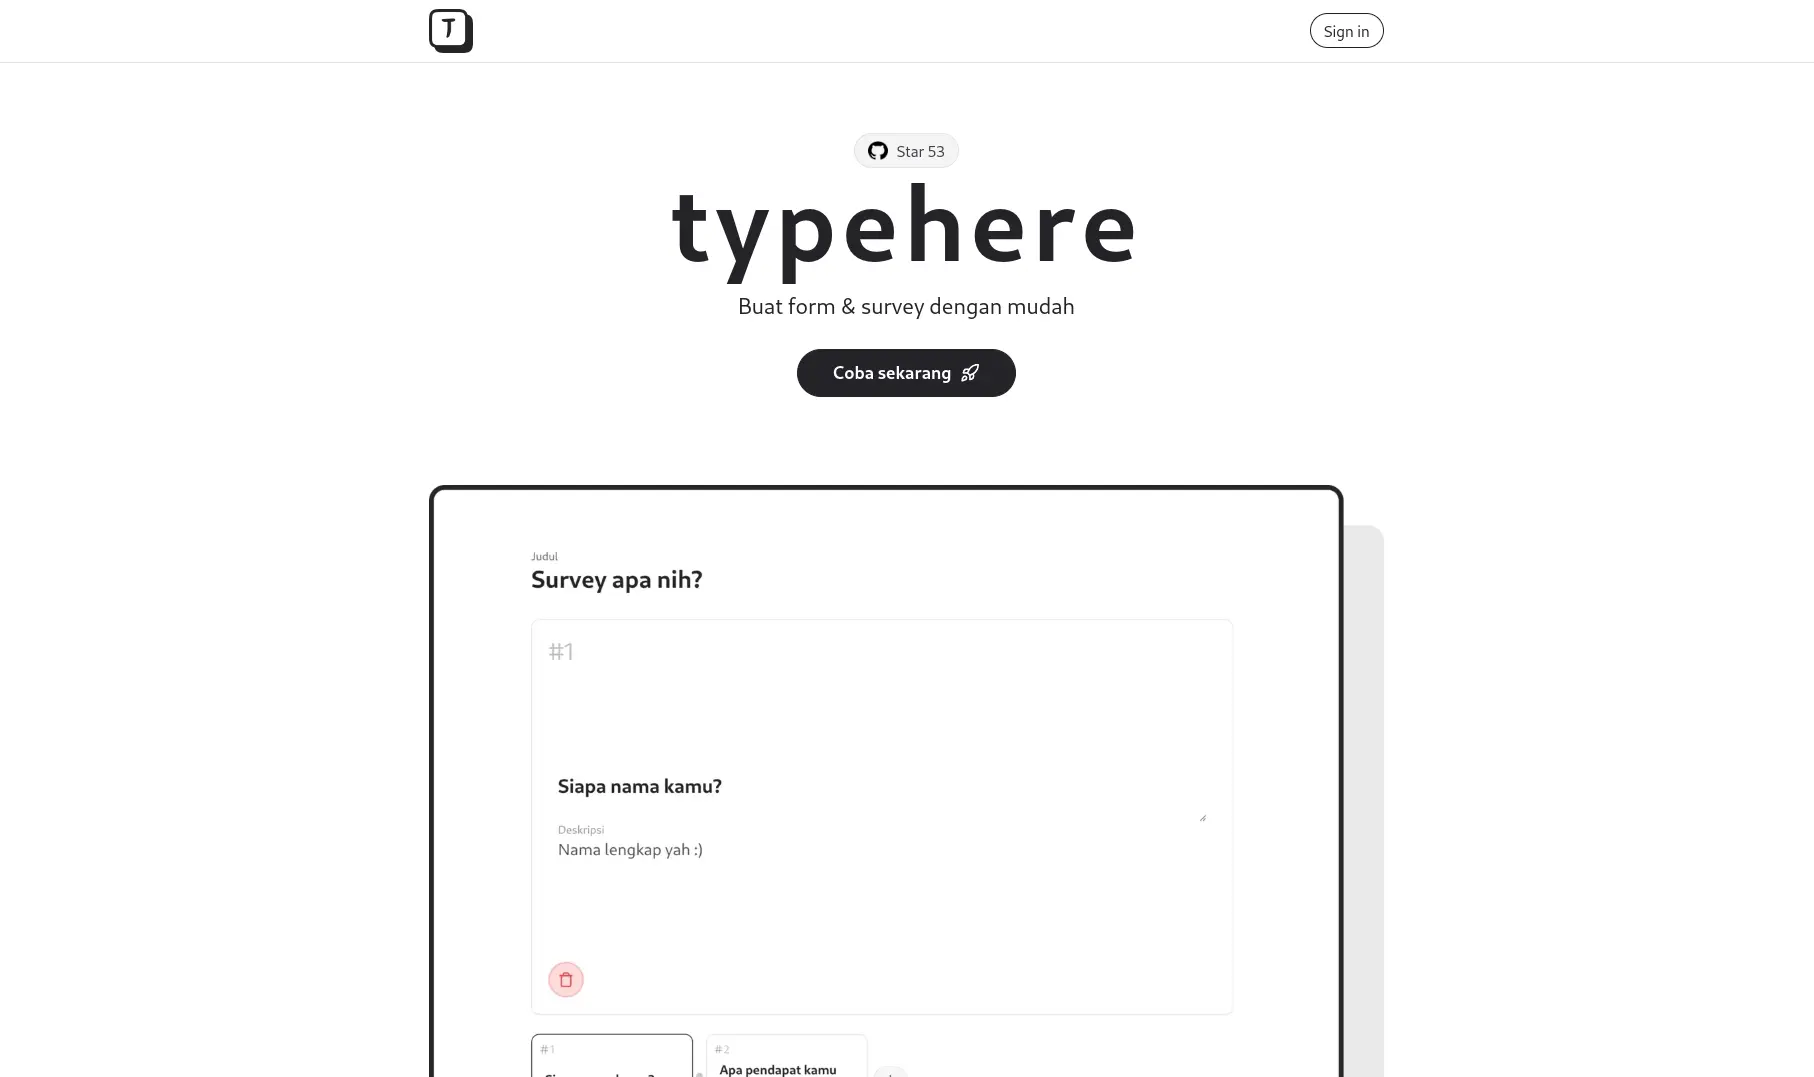 T
Sign in
Star 53
typehere
Buat form & survey dengan mudah
Coba sekarang
Judul
Survey apa nih?
#1
Siapa nama kamu?
Deskripsi
Nama lengkap yah :)
#1
#2
Apa pendapat kamu